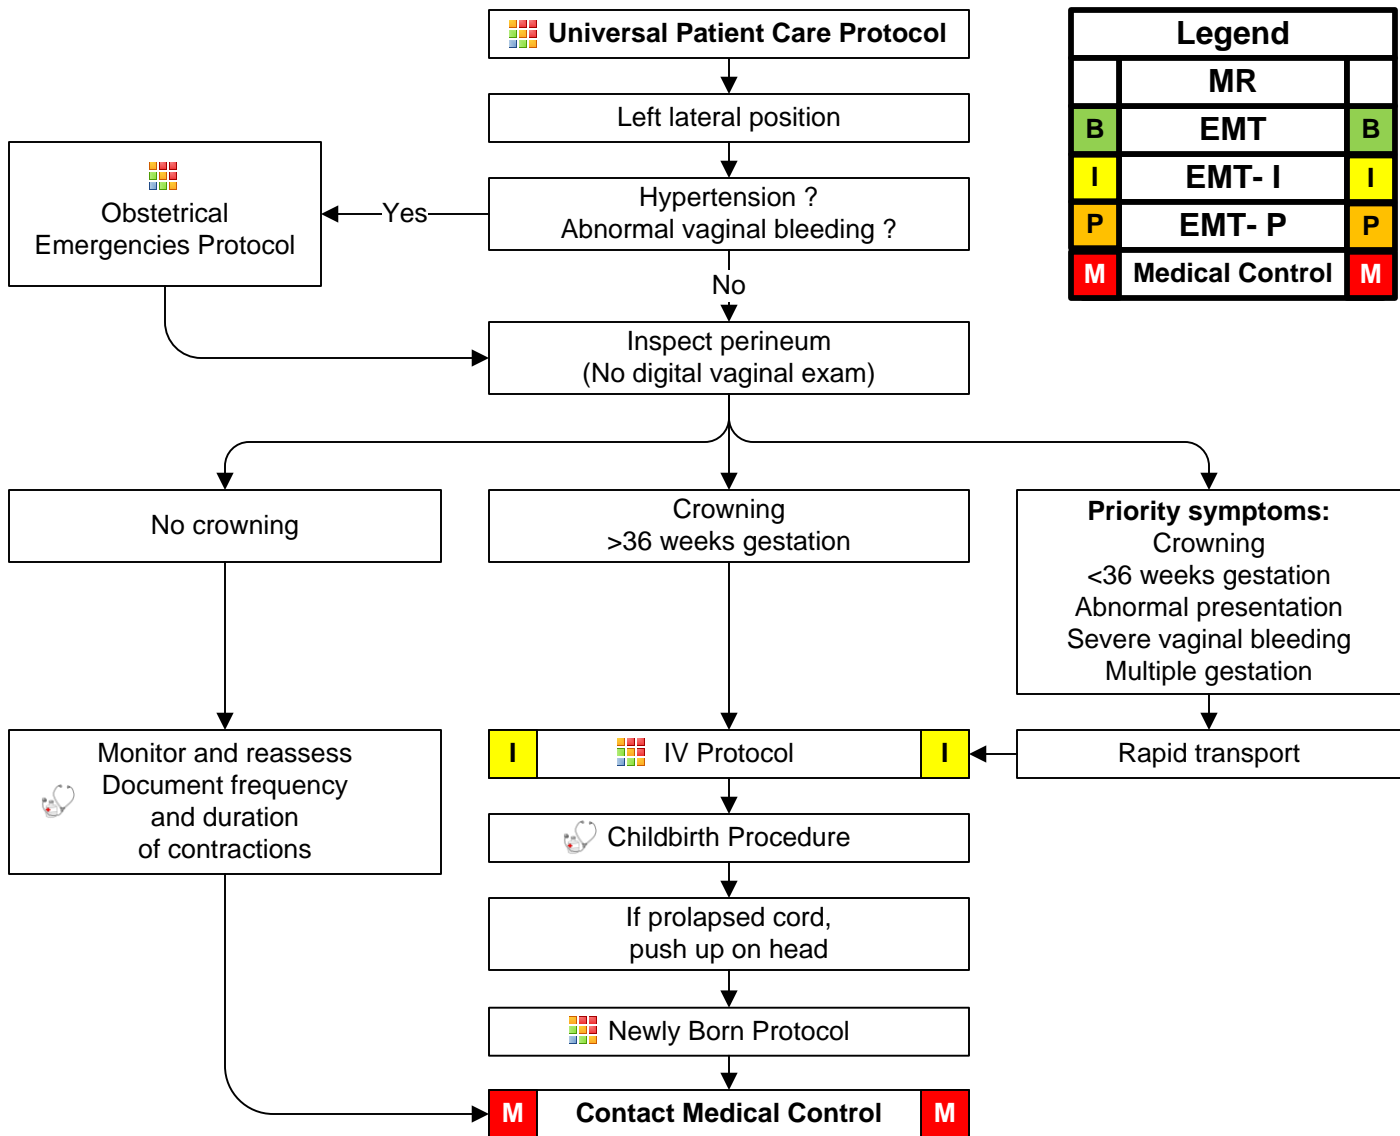 Universal Patient Care Protocol
Legend
MR
B EMT B
I EMT- I I
P EMT- P P
M Medical Control M
Left lateral position
Hypertension ?
Abnormal vaginal bleeding ?
Yes
Obstetrical
Emergencies Protocol
No
Inspect perineum
(No digital vaginal exam)
No crowning
Crowning
>36 weeks gestation
Priority symptoms:
Crowning
<36 weeks gestation
Abnormal presentation
Severe vaginal bleeding
Multiple gestation
Monitor and reassess
Document frequency
and duration
of contractions
I IV Protocol I
Rapid transport
Childbirth Procedure
If prolapsed cord,
push up on head
Newly Born Protocol
M Contact Medical Control M